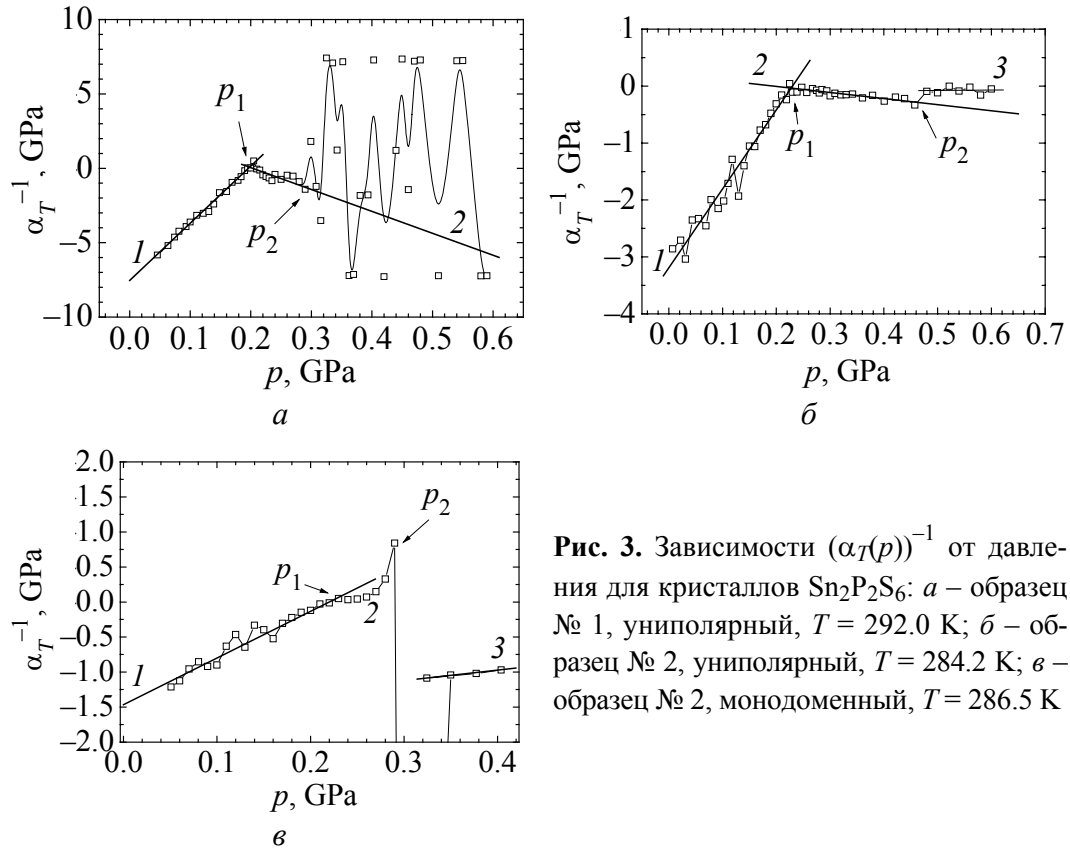 10
5
0
−5
−10
α_T^−1, GPa
p_1
p_2
1
2
0.0 0.1 0.2 0.3 0.4 0.5 0.6
p, GPa
а
1
0
−1
−2
−3
−4
α_T^−1, GPa
2
3
p_1
p_2
1
0.0 0.1 0.2 0.3 0.4 0.5 0.6 0.7
p, GPa
б
2.0
1.5
1.0
0.5
0.0
−0.5
−1.0
−1.5
−2.0
α_T^−1, GPa
p_2
p_1
2
1
3
0.0 0.1 0.2 0.3 0.4
p, GPa
в
Рис. 3. Зависимости (α_T(p))^−1 от давле-
ния для кристаллов Sn₂P₂S₆: а – образец
№ 1, униполярный, T = 292.0 K; б – об-
разец № 2, униполярный, T = 284.2 K; в –
образец № 2, монодоменный, T = 286.5 K